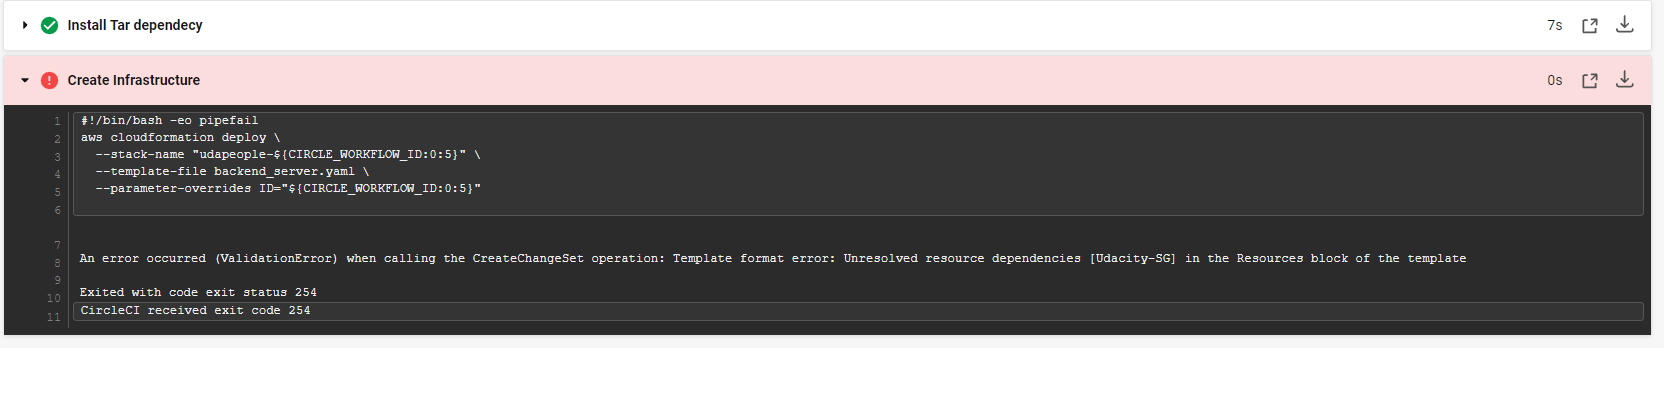 Install Tar dependecy 7s
Create Infrastructure 0s
1 #!/bin/bash -eo pipefail
2 aws cloudformation deploy \
3 --stack-name "udapeople-${CIRCLE_WORKFLOW_ID:0:5}" \
4 --template-file backend_server.yaml \
5 --parameter-overrides ID="${CIRCLE_WORKFLOW_ID:0:5}"
6
7
8 An error occurred (ValidationError) when calling the CreateChangeSet operation: Template format error: Unresolved resource dependencies [Udacity-SG] in the Resources block of the template
9
10 Exited with code exit status 254
11 CircleCI received exit code 254